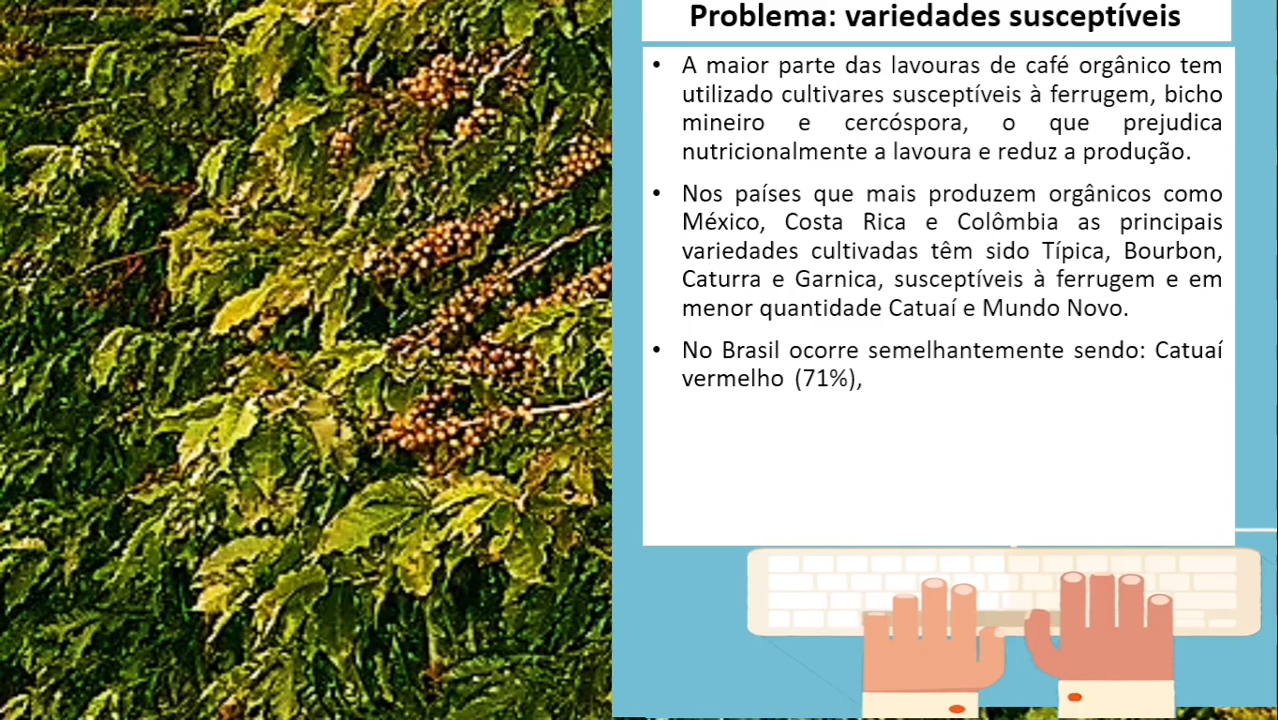 Problema: variedades susceptíveis
• A maior parte das lavouras de café orgânico tem
utilizado cultivares susceptíveis à ferrugem, bicho
mineiro e cercóspora, o que prejudica
nutricionalmente a lavoura e reduz a produção.
• Nos países que mais produzem orgânicos como
México, Costa Rica e Colômbia as principais
variedades cultivadas têm sido Típica, Bourbon,
Caturra e Garnica, susceptíveis à ferrugem e em
menor quantidade Catuaí e Mundo Novo.
• No Brasil ocorre semelhantemente sendo: Catuaí
vermelho (71%),